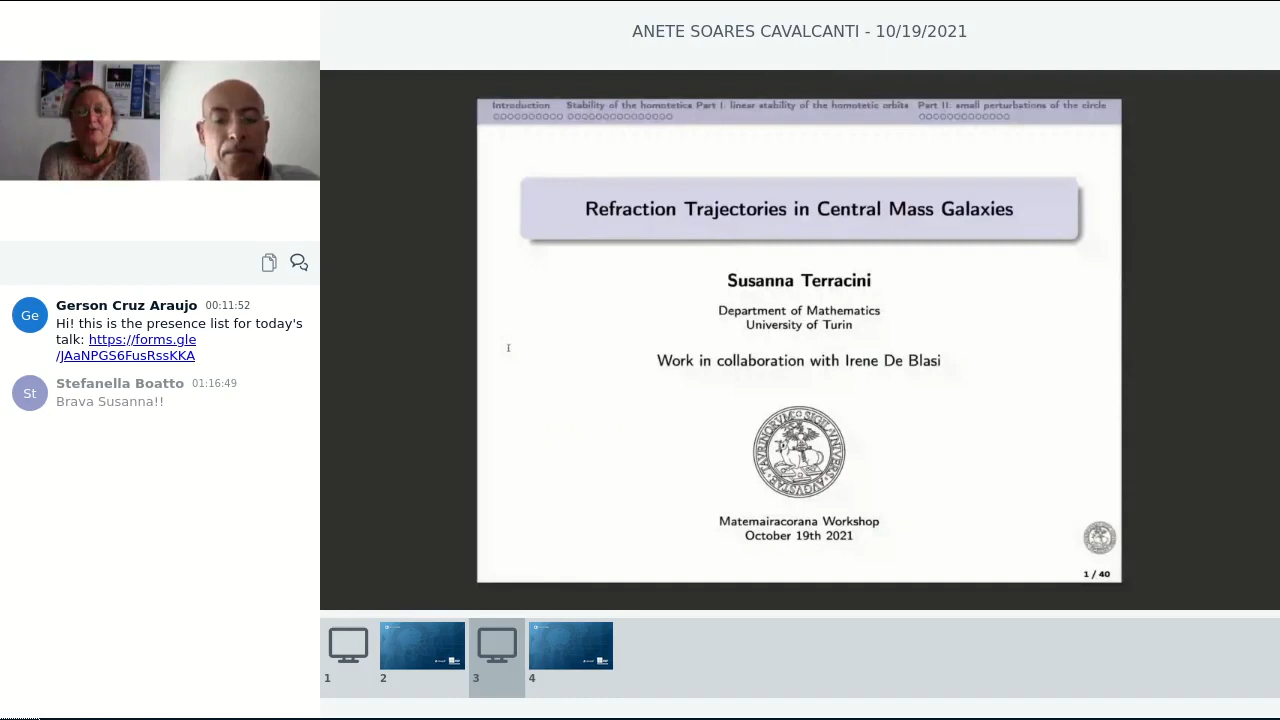 ANETE SOARES CAVALCANTI - 10/19/2021
MPM
Gerson Cruz Araujo 00:11:52
Hi! this is the presence list for today's
talk: https://forms.gle
/JAaNPGS6FusRssKKA
Stefanella Boatto 01:16:49
Brava Susanna!!
Ge
St
Introduction Stability of the homotetics Part I: linear stability of the homotetic orbits Part II: small perturbations of the circle
Refraction Trajectories in Central Mass Galaxies
Susanna Terracini
Department of Mathematics
University of Turin
Work in collaboration with Irene De Blasi
Matemairacorana Workshop
October 19th 2021
1 / 40
1
2
3
4